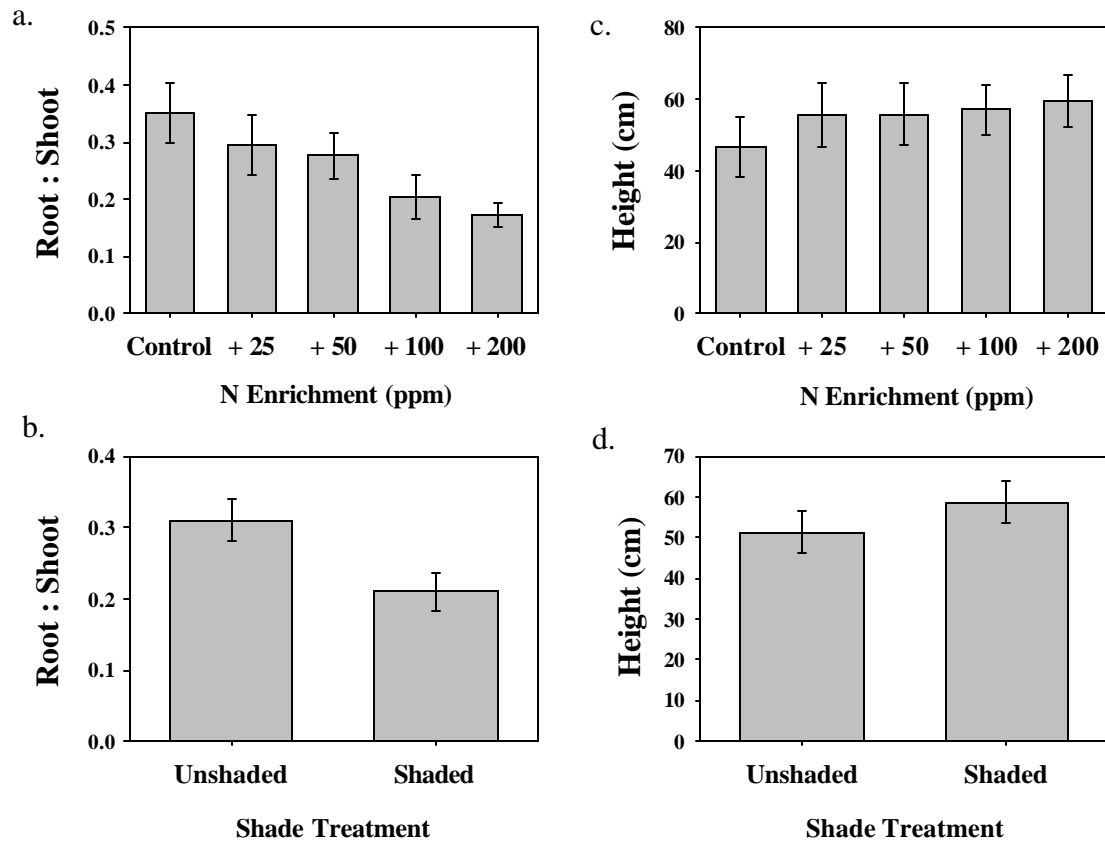 a.
0.5
0.4
0.3
0.2
0.1
0.0
Root : Shoot
Control + 25 + 50 + 100 + 200
N Enrichment (ppm)
c.
80
60
40
20
0
Height (cm)
Control + 25 + 50 + 100 + 200
N Enrichment (ppm)
b.
0.4
0.3
0.2
0.1
0.0
Root : Shoot
Unshaded Shaded
Shade Treatment
d.
70
60
50
40
30
20
10
0
Height (cm)
Unshaded Shaded
Shade Treatment